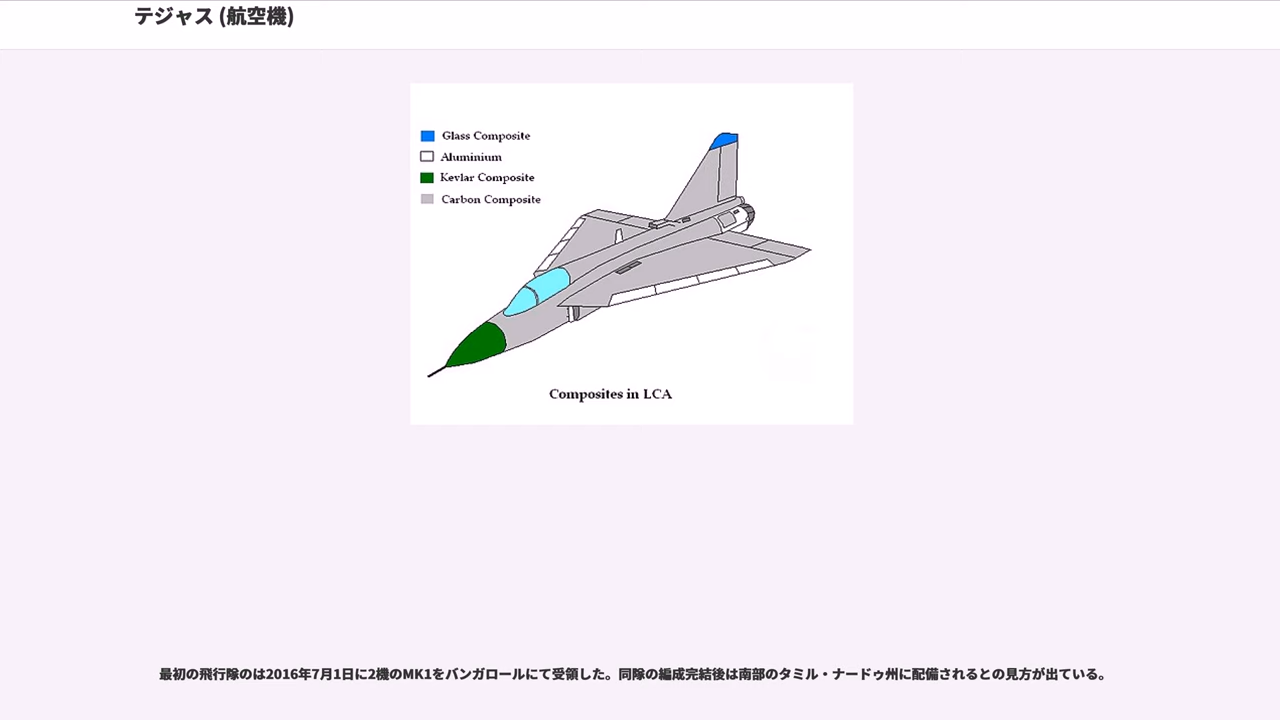 テジャス (航空機)
Glass Composite
Aluminium
Kevlar Composite
Carbon Composite
Composites in LCA
最初の飛行隊のは2016年7月1日に2機のMK1をバンガロールにて受領した。同隊の編成完結後は南部のタミル・ナードゥ州に配備されるとの見方が出ている。